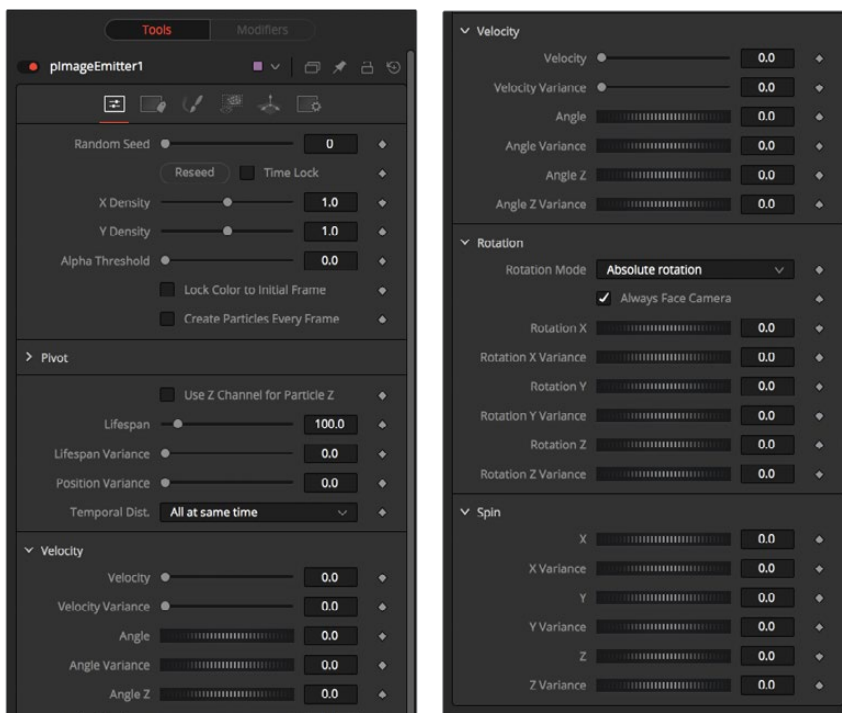 Tools
Modifiers
pImageEmitter1
Random Seed 0
Reseed Time Lock
X Density 1.0
Y Density 1.0
Alpha Threshold 0.0
Lock Color to Initial Frame
Create Particles Every Frame
Pivot
Use Z Channel for Particle Z
Lifespan 100.0
Lifespan Variance 0.0
Position Variance 0.0
Temporal Dist. All at same time
Velocity
Velocity 0.0
Velocity Variance 0.0
Angle 0.0
Angle Variance 0.0
Angle Z 0.0
Velocity
Velocity 0.0
Velocity Variance 0.0
Angle 0.0
Angle Variance 0.0
Angle Z 0.0
Angle Z Variance 0.0
Rotation
Rotation Mode Absolute rotation
Always Face Camera
Rotation X 0.0
Rotation X Variance 0.0
Rotation Y 0.0
Rotation Y Variance 0.0
Rotation Z 0.0
Rotation Z Variance 0.0
Spin
X 0.0
X Variance 0.0
Y 0.0
Y Variance 0.0
Z 0.0
Z Variance 0.0